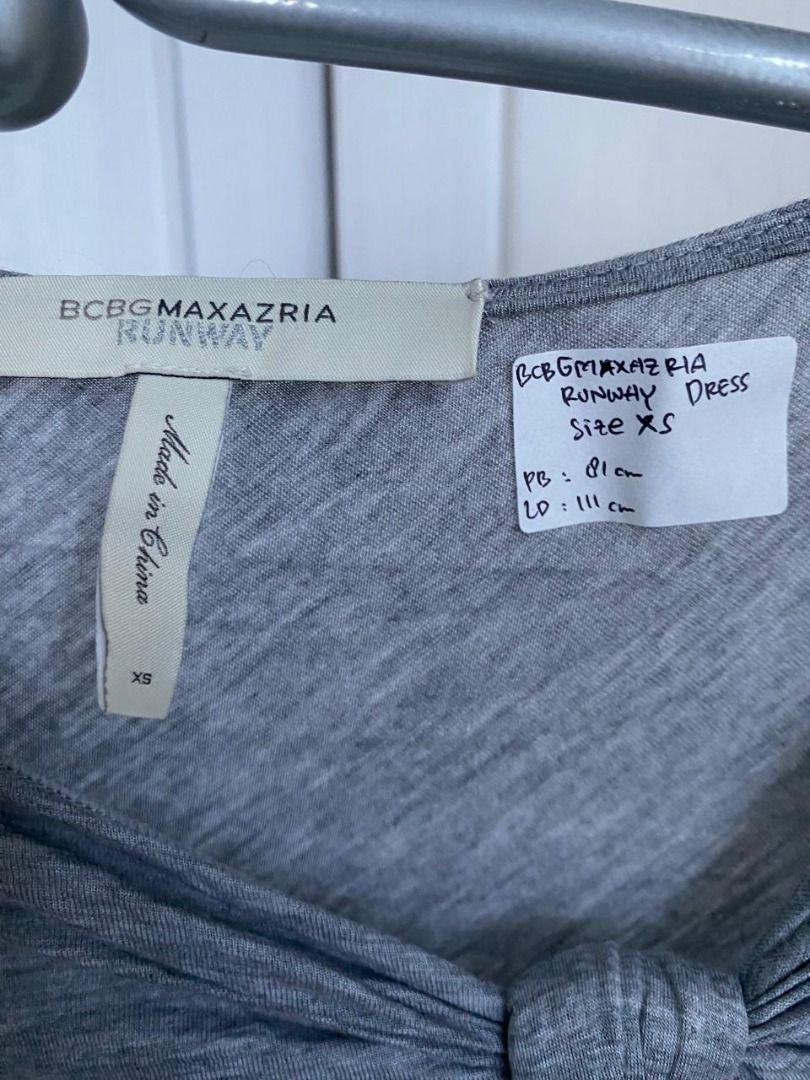 BCBGMAXAZRIA
RUNWAY
Made in China
XS
BCBGMAXAZRIA
RUNWAY DRESS
Size XS
PB : 81 cm
LD : 111 cm